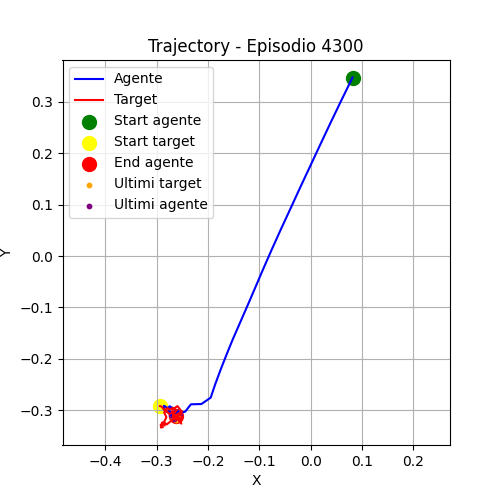 Trajectory - Episodio 4300
Agente
Target
Start agente
Start target
End agente
Ultimi target
Ultimi agente
0.3
0.2
0.1
0.0
−0.1
−0.2
−0.3
Y
−0.4
−0.3
−0.2
−0.1
0.0
0.1
0.2
X